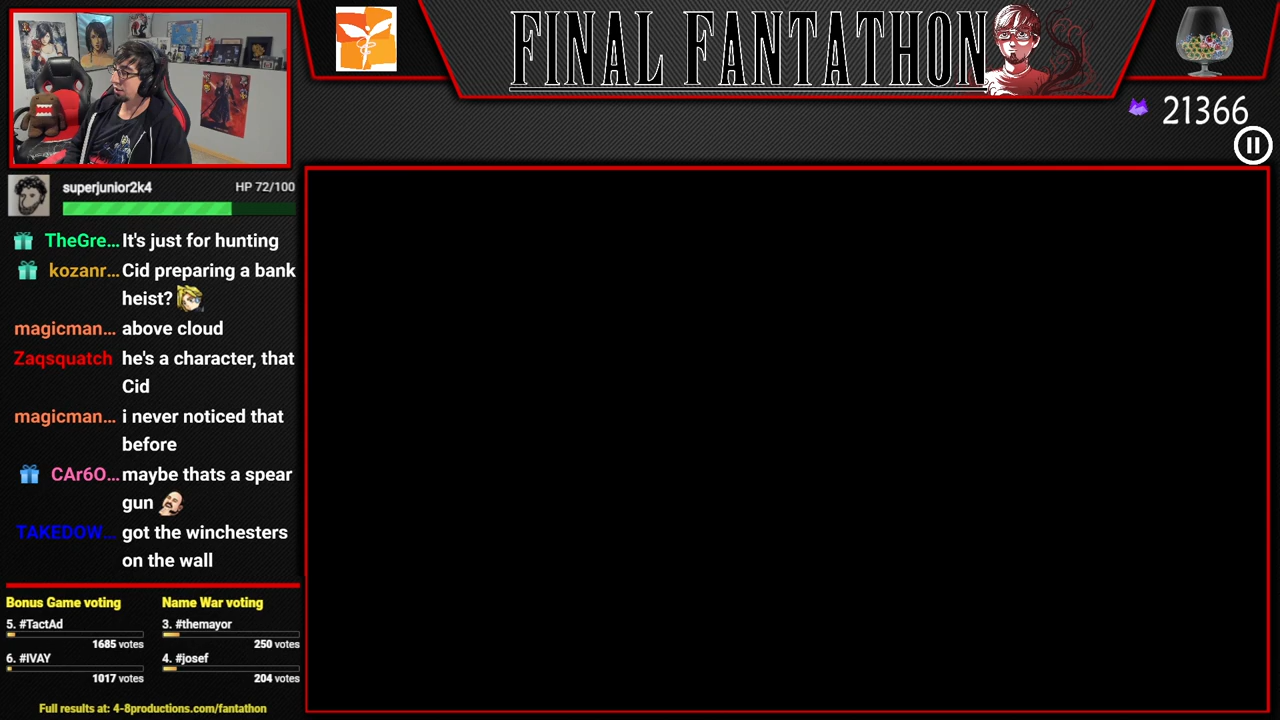 FINAL FANTATHON
21366
superjunior2k4 HP 72/100
TheGre... It's just for hunting
kozanr... Cid preparing a bank
heist?
magicman... above cloud
Zaqsquatch he's a character, that
Cid
magicman... i never noticed that
before
CAr6O... maybe thats a spear
gun
TAKEDOW... got the winchesters
on the wall
Bonus Game voting
5. #TactAd
1685 votes
6. #IVAY
1017 votes
Name War voting
3. #themayor
250 votes
4. #josef
204 votes
Full results at: 4-8productions.com/fantathon